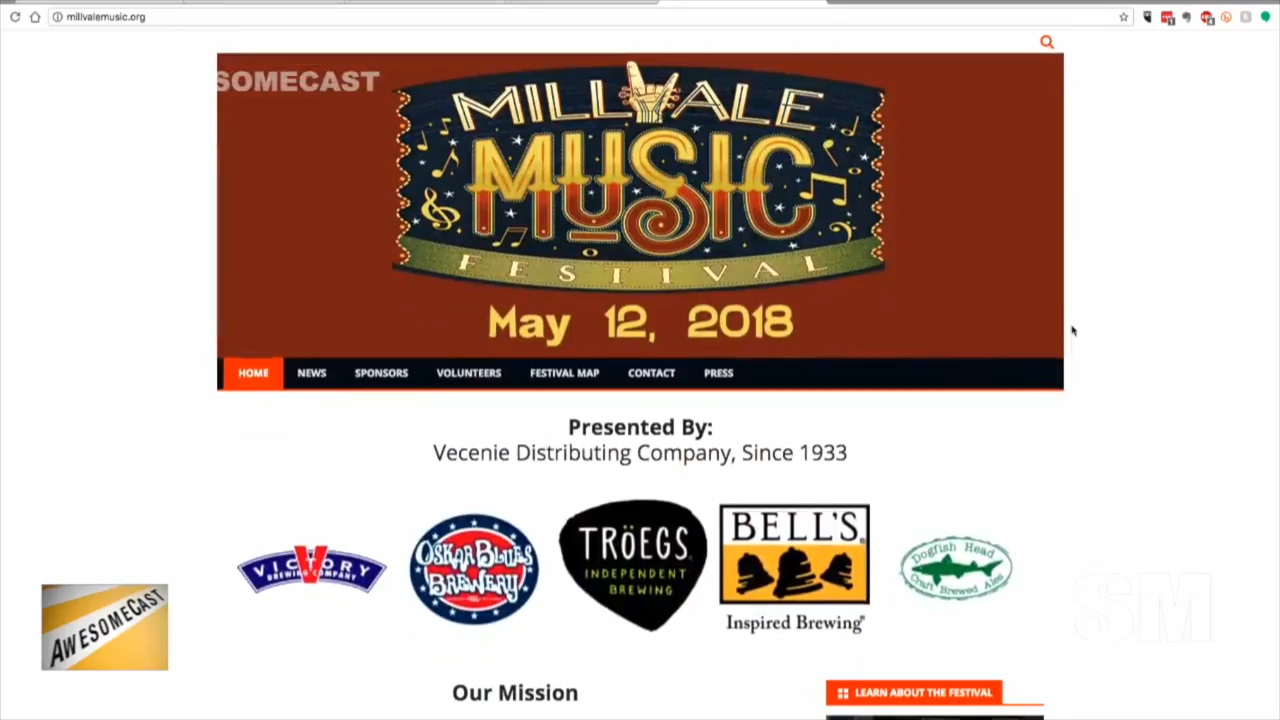 millvalemusic.org
SOMECAST
MILLVALE
MUSIC
FESTIVAL
May 12, 2018
HOME NEWS SPONSORS VOLUNTEERS FESTIVAL MAP CONTACT PRESS
Presented By:
Vecenie Distributing Company, Since 1933
VICTORY
BREWING COMPANY
OSKAR BLUES
BREWERY
TRÖEGS
INDEPENDENT
BREWING
BELL'S
Inspired Brewing®
Dogfish Head
Craft Brewed Ales
AWESOMECAST
SM
Our Mission
LEARN ABOUT THE FESTIVAL